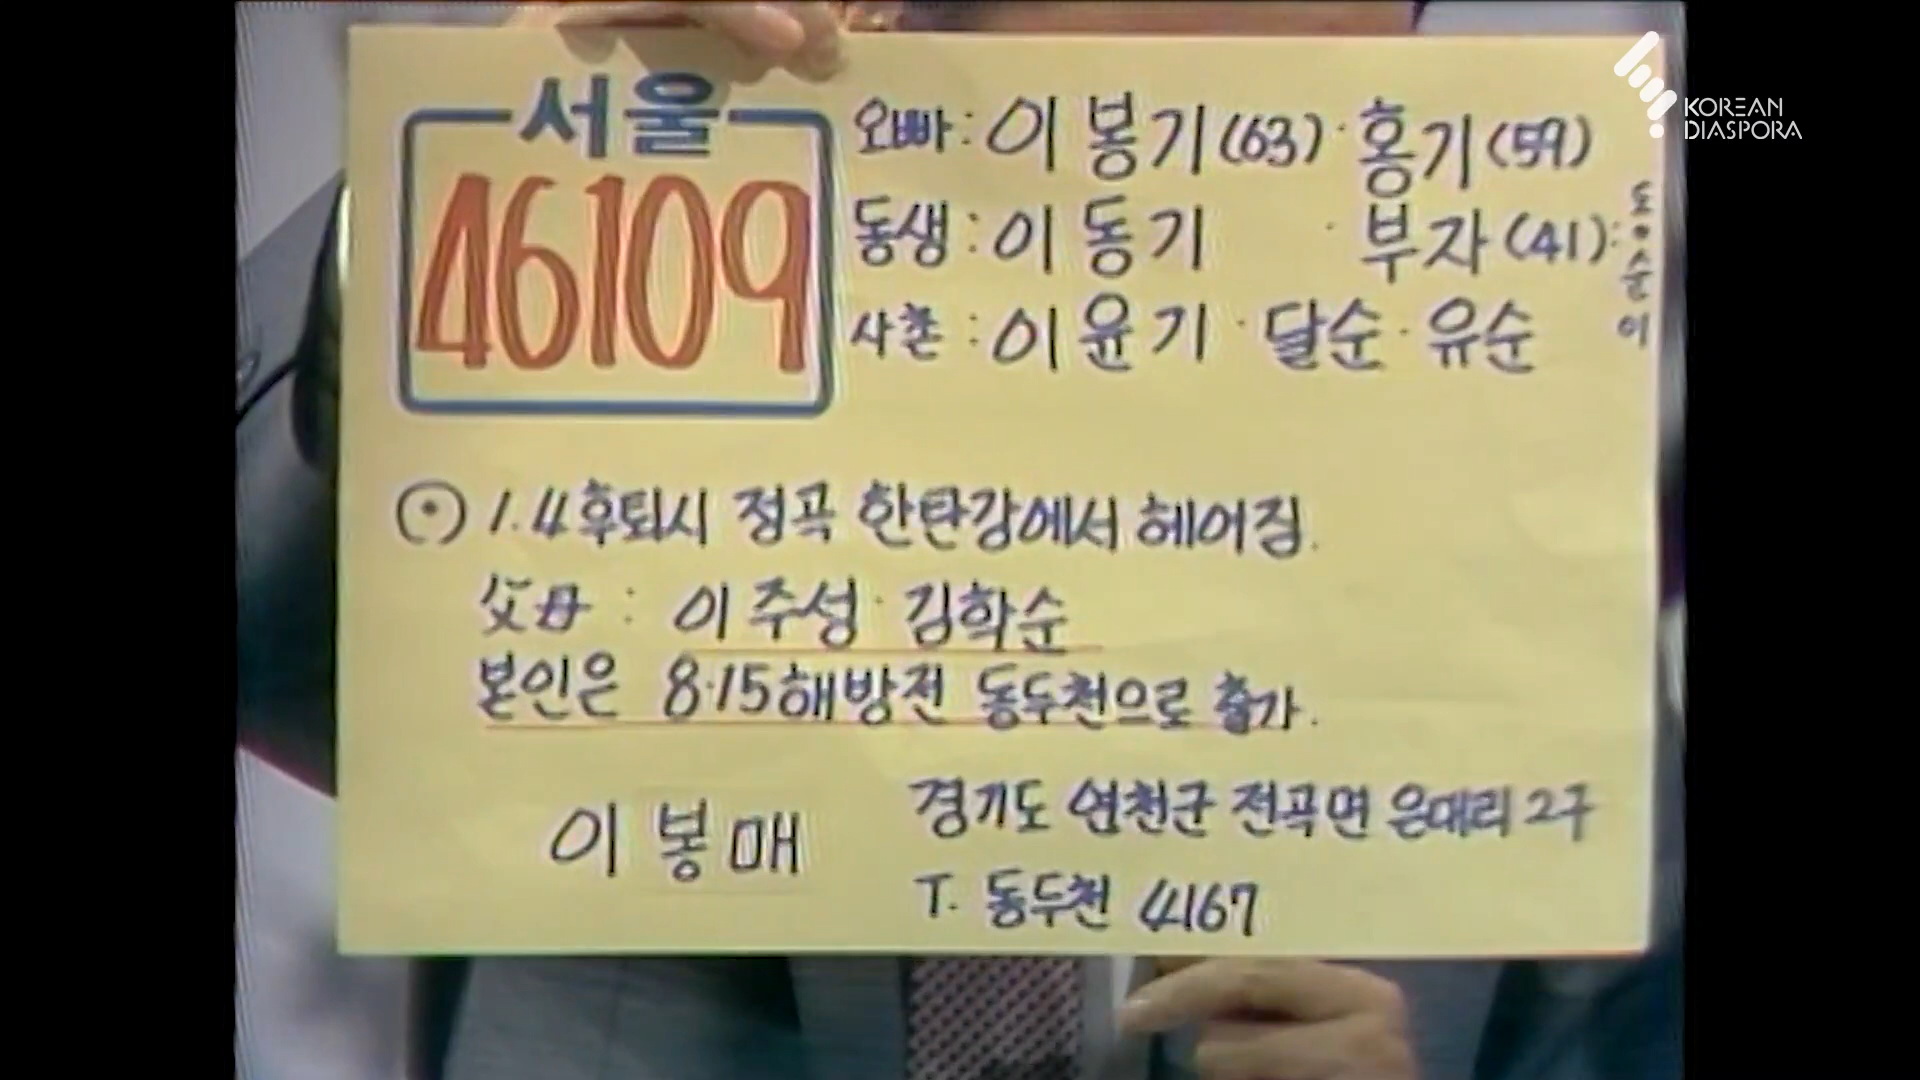 서울
46109
오빠: 이봉기(63)·홍기(59)
동생: 이동기 · 부자(41):도·순이
사촌: 이윤기·달순·유순
⊙ 1.4후퇴시 전곡 한탄강에서 헤어짐.
父母: 이주성·김학순
본인은 8·15해방전 동두천으로 출가.
이봉매
경기도 연천군 전곡면 은대리 2구
T. 동두천 4167
KOREAN
DIASPORA